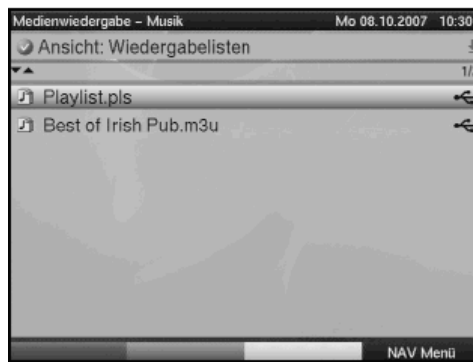 Medienwiedergabe – Musik Mo 08.10.2007 10:30
Ansicht: Wiedergabelisten
1/
Playlist.pls
Best of Irish Pub.m3u
NAV Menü